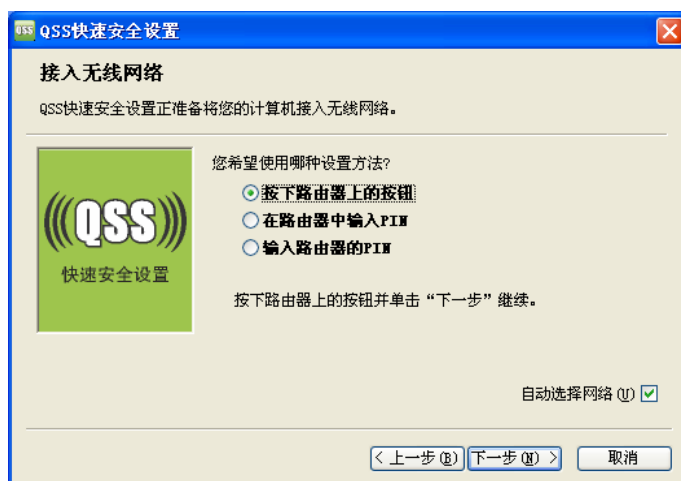 QSS QSS快速安全设置
接入无线网络
QSS快速安全设置正准备将您的计算机接入无线网络。
您希望使用哪种设置方法?
按下路由器上的按钮
在路由器中输入PIN
输入路由器的PIN
(((QSS)))
快速安全设置
按下路由器上的按钮并单击“下一步”继续。
自动选择网络(U)
< 上一步(B) 下一步(N) > 取消